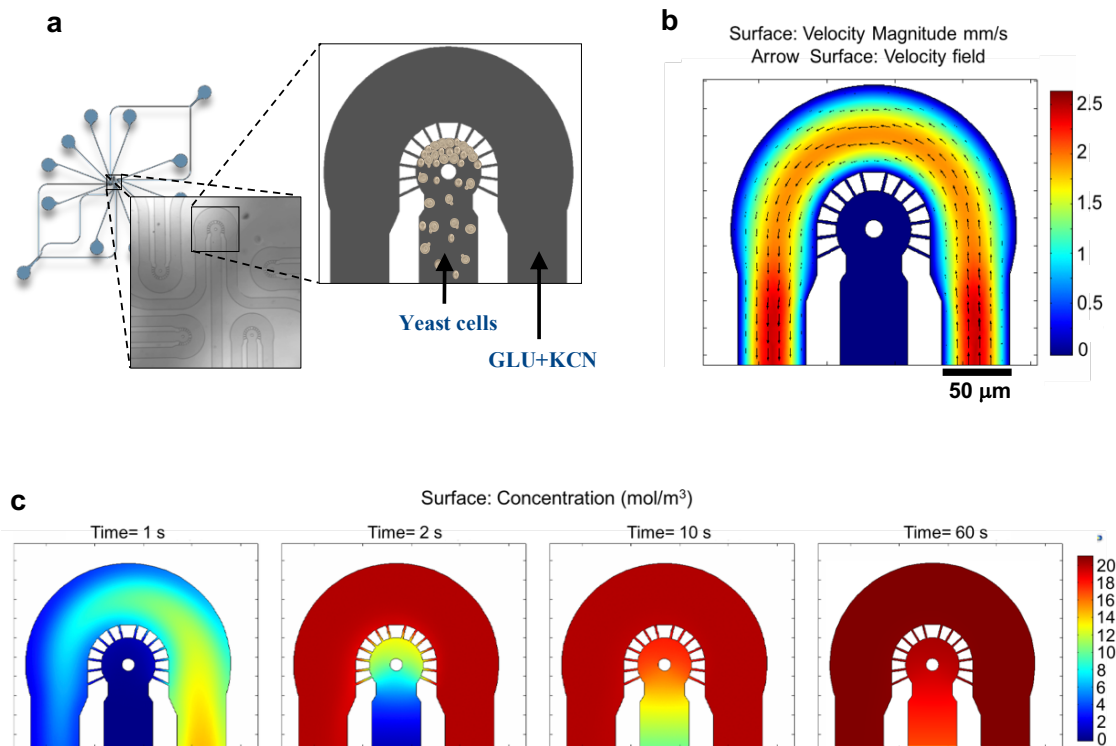 a
Yeast cells
GLU+KCN
b
Surface: Velocity Magnitude mm/s
Arrow Surface: Velocity field
2.5
2
1.5
1
0.5
0
50 μm
c
Surface: Concentration (mol/m³)
Time= 1 s
Time= 2 s
Time= 10 s
Time= 60 s
20
18
16
14
12
10
8
6
4
2
0